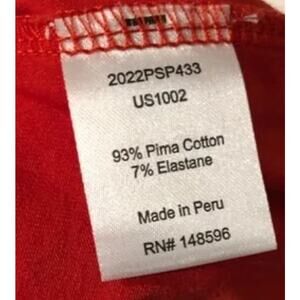 2022PSP433
US1002
93% Pima Cotton
7% Elastane
Made in Peru
RN# 148596